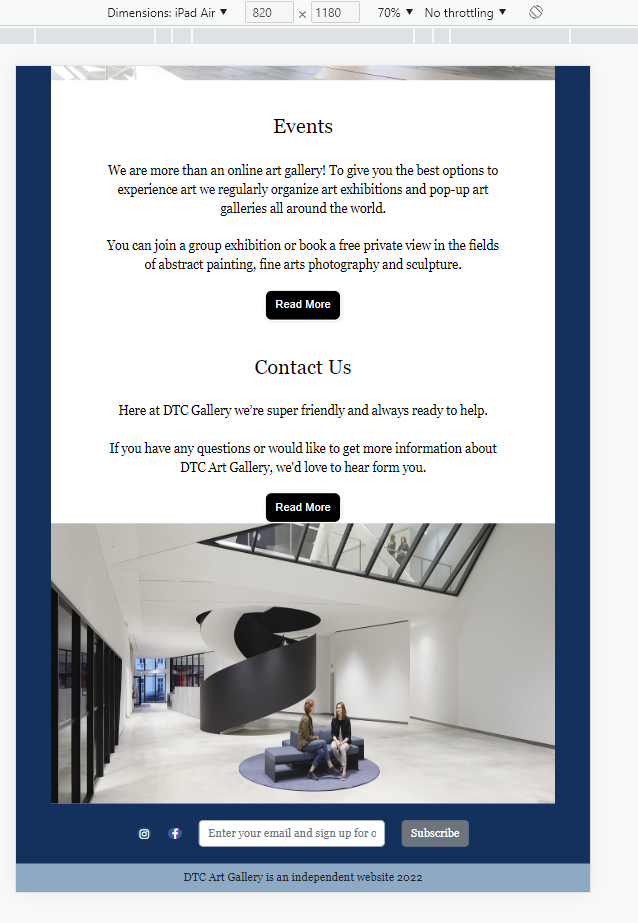 Dimensions: iPad Air ▼ 820 × 1180 70% ▼ No throttling ▼
Events
We are more than an online art gallery! To give you the best options to
experience art we regularly organize art exhibitions and pop-up art
galleries all around the world.
You can join a group exhibition or book a free private view in the fields
of abstract painting, fine arts photography and sculpture.
Read More
Contact Us
Here at DTC Gallery we’re super friendly and always ready to help.
If you have any questions or would like to get more information about
DTC Art Gallery, we’d love to hear form you.
Read More
Enter your email and sign up for o Subscribe
DTC Art Gallery is an independent website 2022